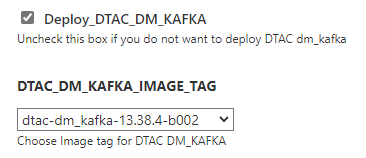 Deploy_DTAC_DM_KAFKA
Uncheck this box if you do not want to deploy DTAC dm_kafka
DTAC_DM_KAFKA_IMAGE_TAG
dtac-dm_kafka-13.38.4-b002
Choose Image tag for DTAC DM_KAFKA